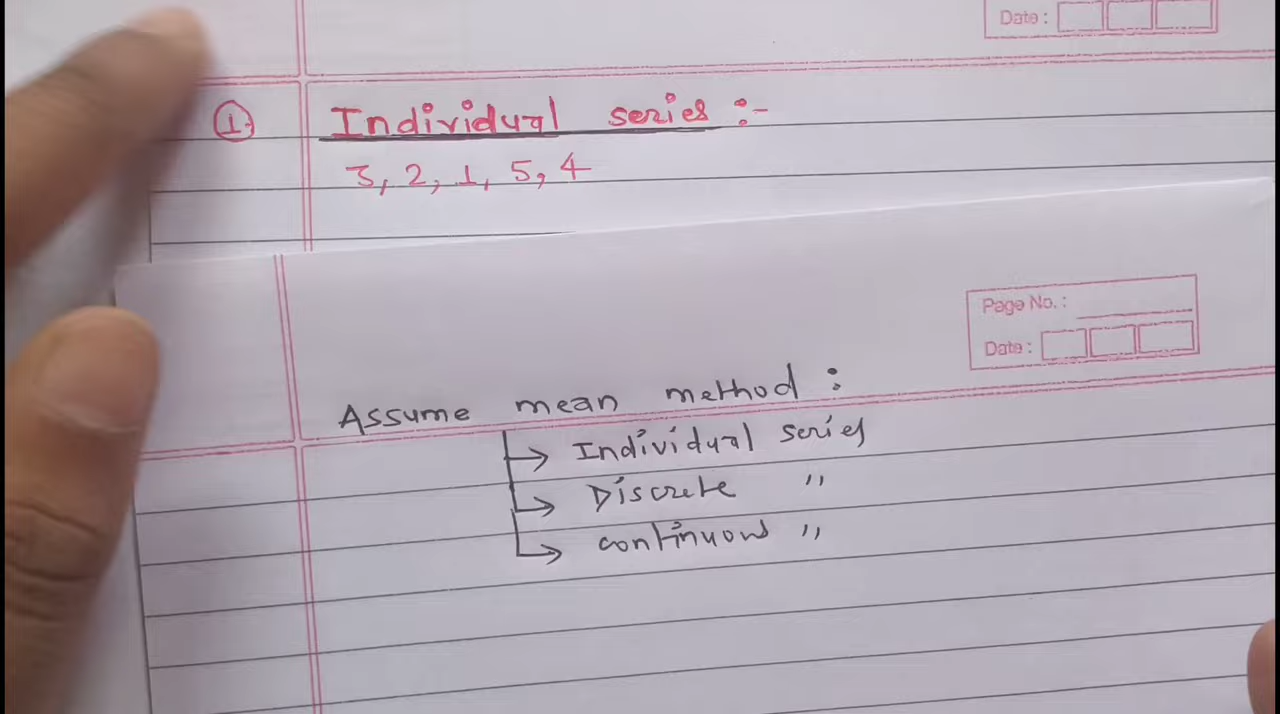 Date :
1. Individual series :-
3, 2, 1, 5, 4
Page No. :
Date :
Assume mean method :
→ Individual series
→ Discrete "
→ continuous "